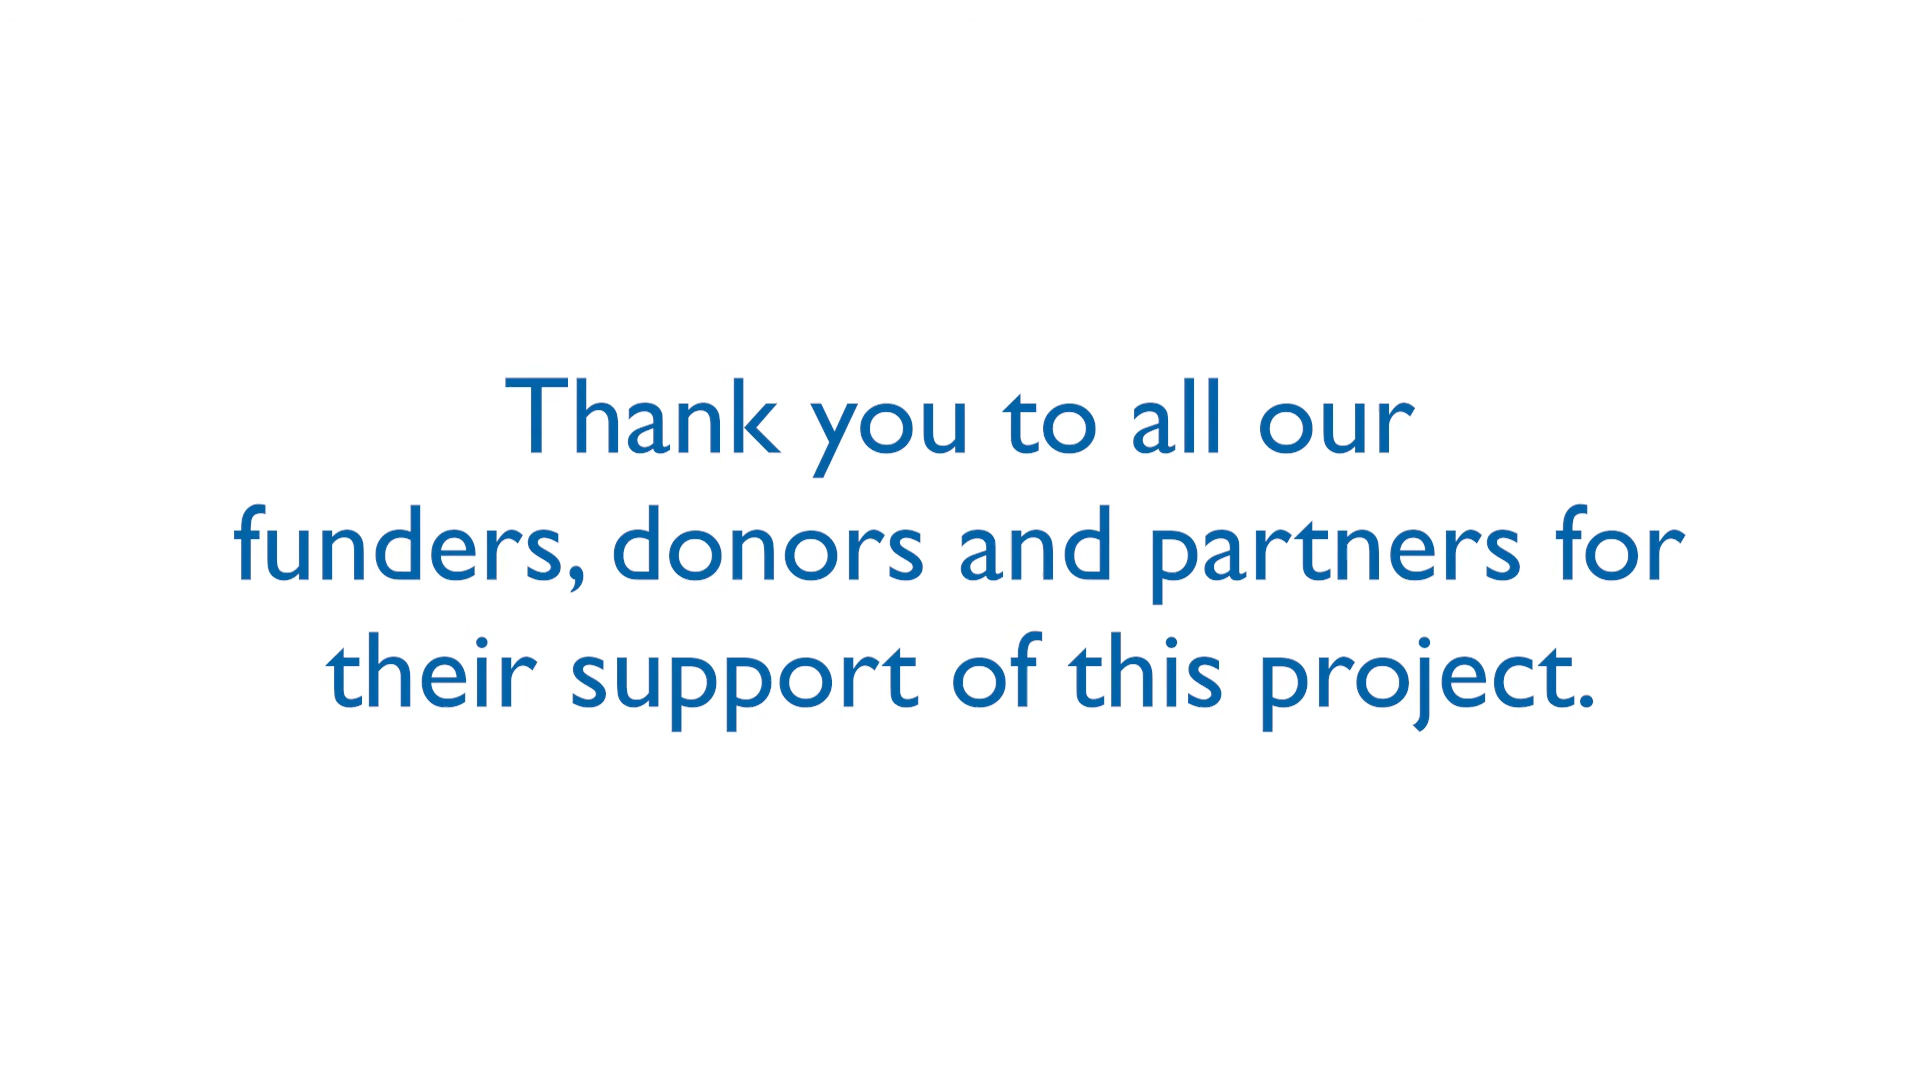 Thank you to all our
funders, donors and partners for
their support of this project.